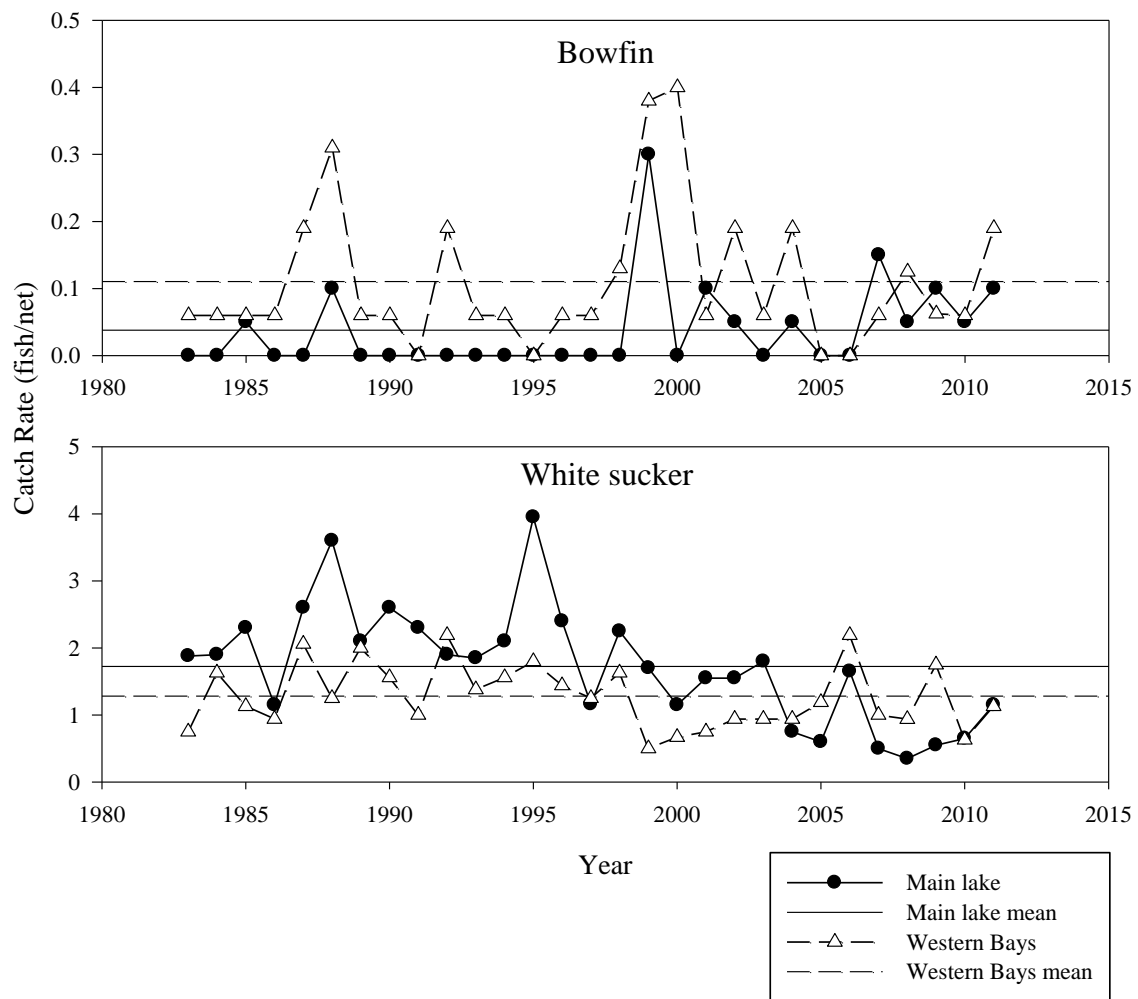 Bowfin
0.5
0.4
0.3
0.2
0.1
0.0
1980 1985 1990 1995 2000 2005 2010 2015
Catch Rate (fish/net)
White sucker
5
4
3
2
1
0
1980 1985 1990 1995 2000 2005 2010 2015
Year
Main lake
Main lake mean
Western Bays
Western Bays mean